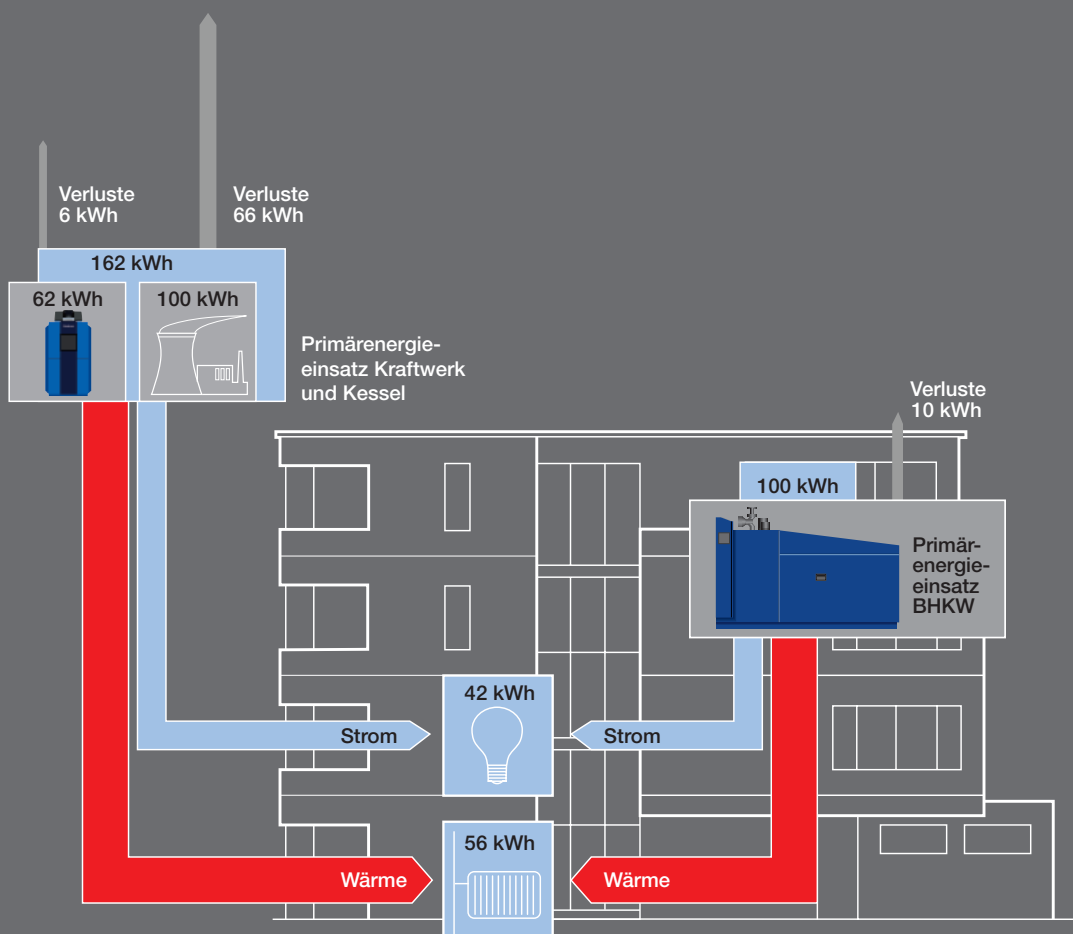 Verluste
6 kWh
Verluste
66 kWh
162 kWh
62 kWh
100 kWh
Primärenergie-
einsatz Kraftwerk
und Kessel
Verluste
10 kWh
100 kWh
Primär-
energie-
einsatz
BHKW
42 kWh
Strom
Strom
56 kWh
Wärme
Wärme